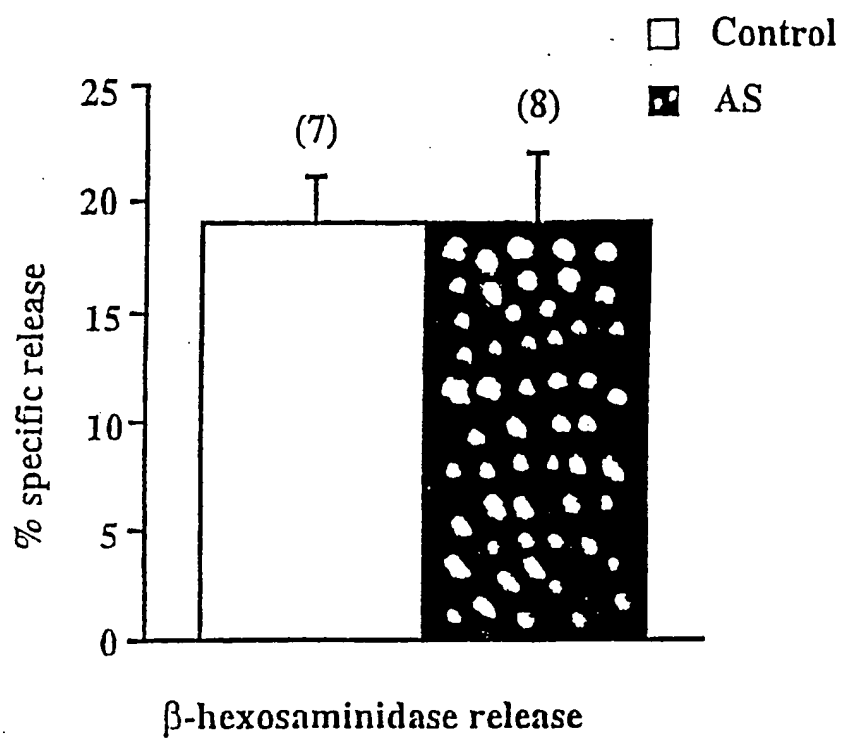 Control
AS
(7)
(8)
25
20
15
10
5
0
% specific release
β-hexosaminidase release